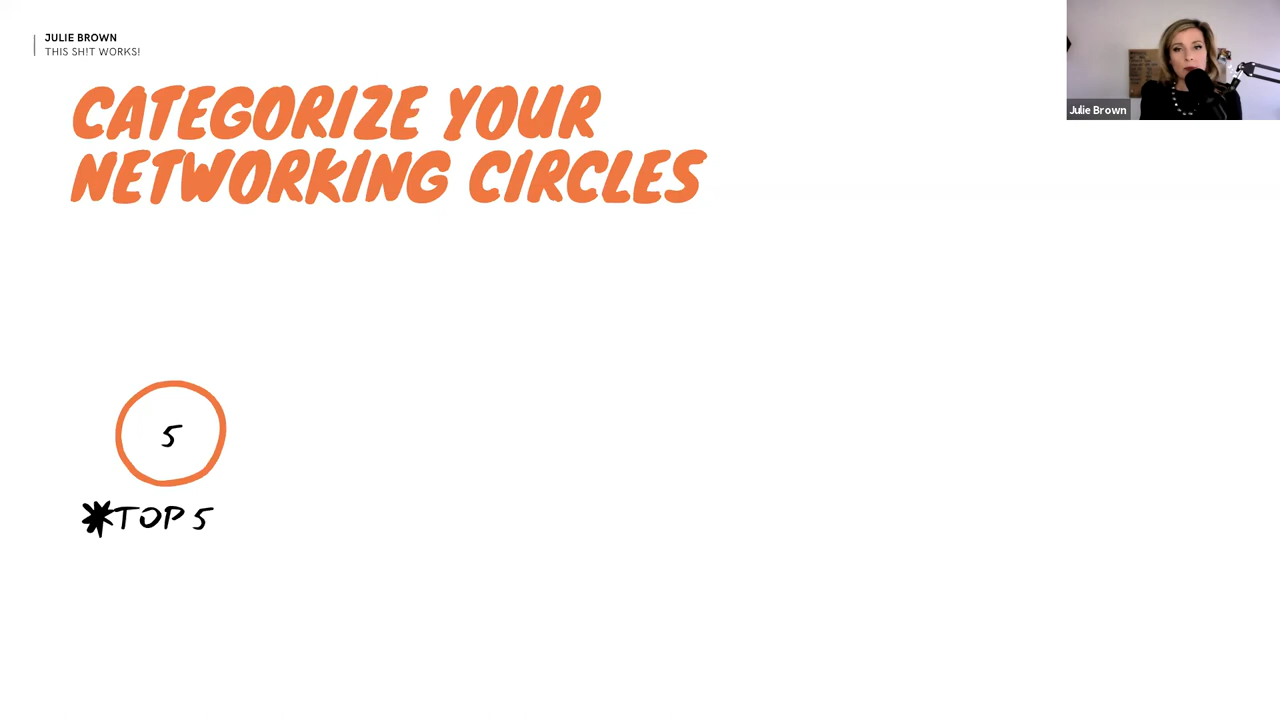 JULIE BROWN
THIS SH!T WORKS!
CATEGORIZE YOUR
NETWORKING CIRCLES
Julie Brown
5
*TOP 5